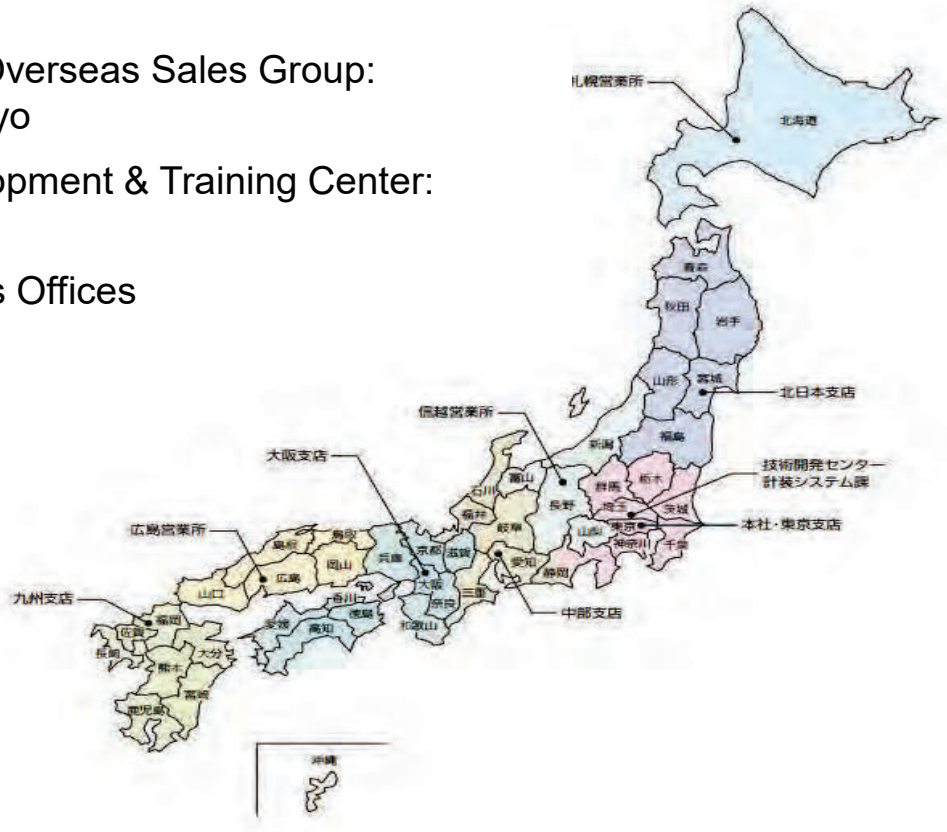 Overseas Sales Group:
yo
opment & Training Center:
s Offices
札幌営業所
北海道
青森
秋田
岩手
山形
宮城
北日本支店
信越営業所
新潟
福島
大阪支店
石川
富山
群馬
栃木
技術開発センター
計装システム課
長野
埼玉
茨城
福井
岐阜
広島営業所
山梨
東京
本社・東京支店
島根
鳥取
兵庫
京都
滋賀
愛知
静岡
神奈川
千葉
岡山
広島
大阪
山口
香川
奈良
三重
九州支店
福岡
徳島
中部支店
佐賀
愛媛
高知
和歌山
長崎
大分
熊本
宮崎
鹿児島
沖縄